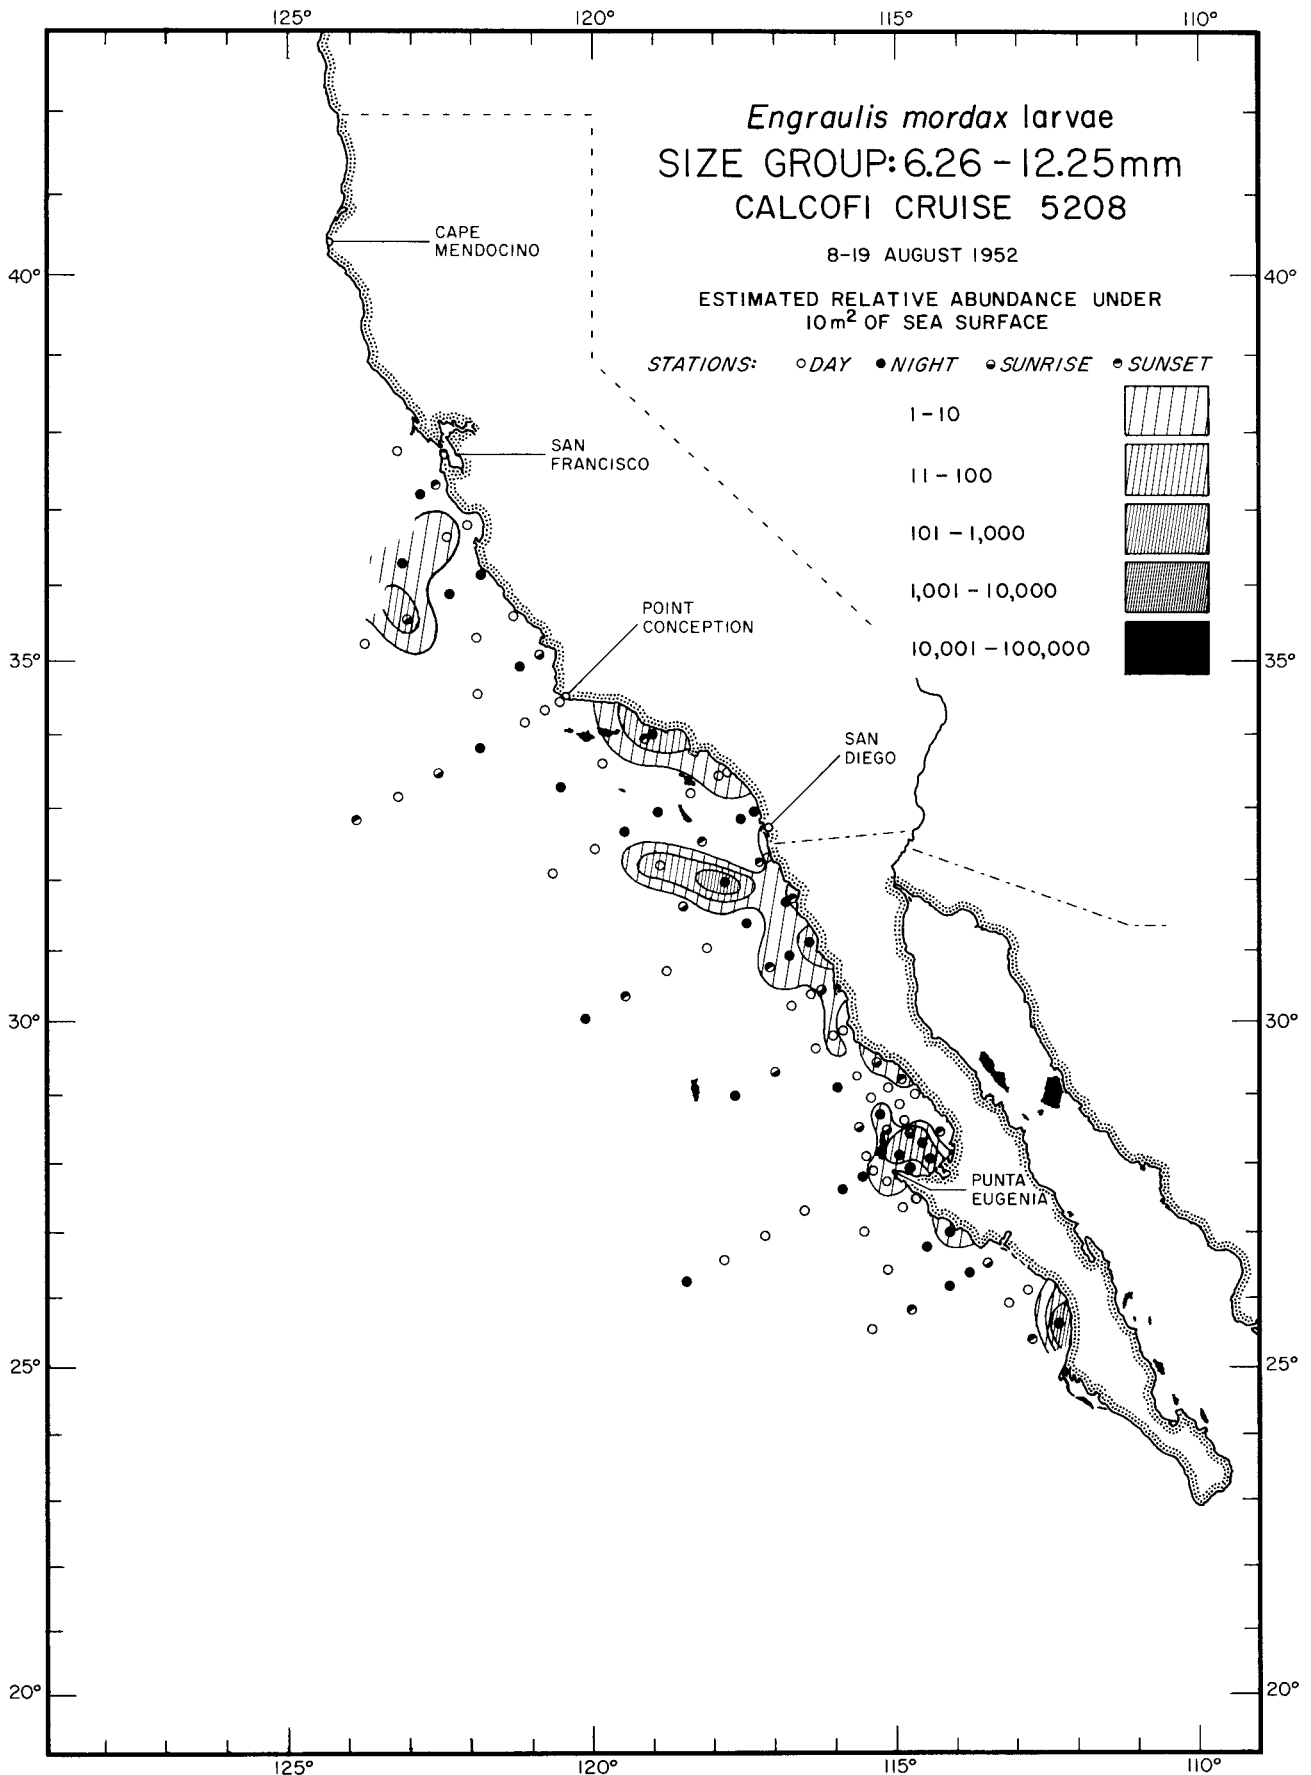 125°
120°
115°
110°
Engraulis mordax larvae
SIZE GROUP: 6.26 – 12.25mm
CALCOFI CRUISE 5208
8–19 AUGUST 1952
ESTIMATED RELATIVE ABUNDANCE UNDER
10 m² OF SEA SURFACE
STATIONS: DAY NIGHT SUNRISE SUNSET
1–10
11–100
101–1,000
1,001–10,000
10,001–100,000
CAPE
MENDOCINO
40°
40°
SAN
FRANCISCO
POINT
CONCEPTION
35°
35°
SAN
DIEGO
30°
30°
PUNTA
EUGENIA
25°
25°
20°
20°
125°
120°
115°
110°